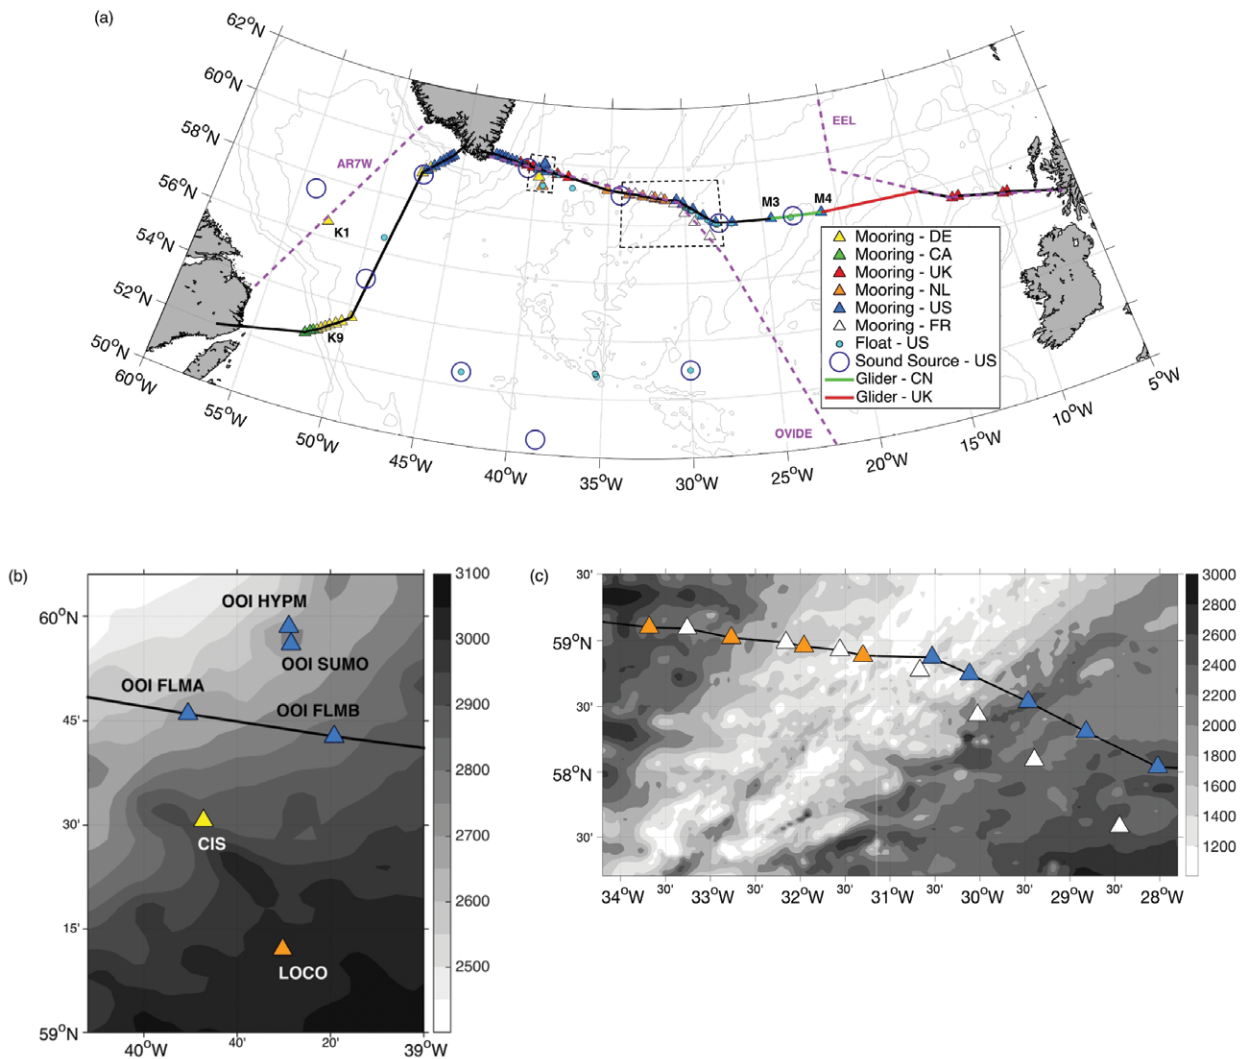 (a)
62°N
60°N
58°N
56°N
54°N
52°N
50°N
60°W
55°W
50°W
45°W
40°W
35°W
30°W
25°W
20°W
15°W
10°W
5°W
AR7W
EEL
OVIDE
K1
K9
M3
M4
Mooring - DE
Mooring - CA
Mooring - UK
Mooring - NL
Mooring - US
Mooring - FR
Float - US
Sound Source - US
Glider - CN
Glider - UK
(b)
60°N
45'
30'
15'
59°N
40°W
40'
20'
39°W
OOI HYPM
OOI SUMO
OOI FLMA
OOI FLMB
CIS
LOCO
3100
3000
2900
2800
2700
2600
2500
(c)
30'
59°N
30'
58°N
30'
34°W
30'
33°W
30'
32°W
30'
31°W
30'
30°W
30'
29°W
30'
28°W
3000
2800
2600
2400
2200
2000
1800
1600
1400
1200